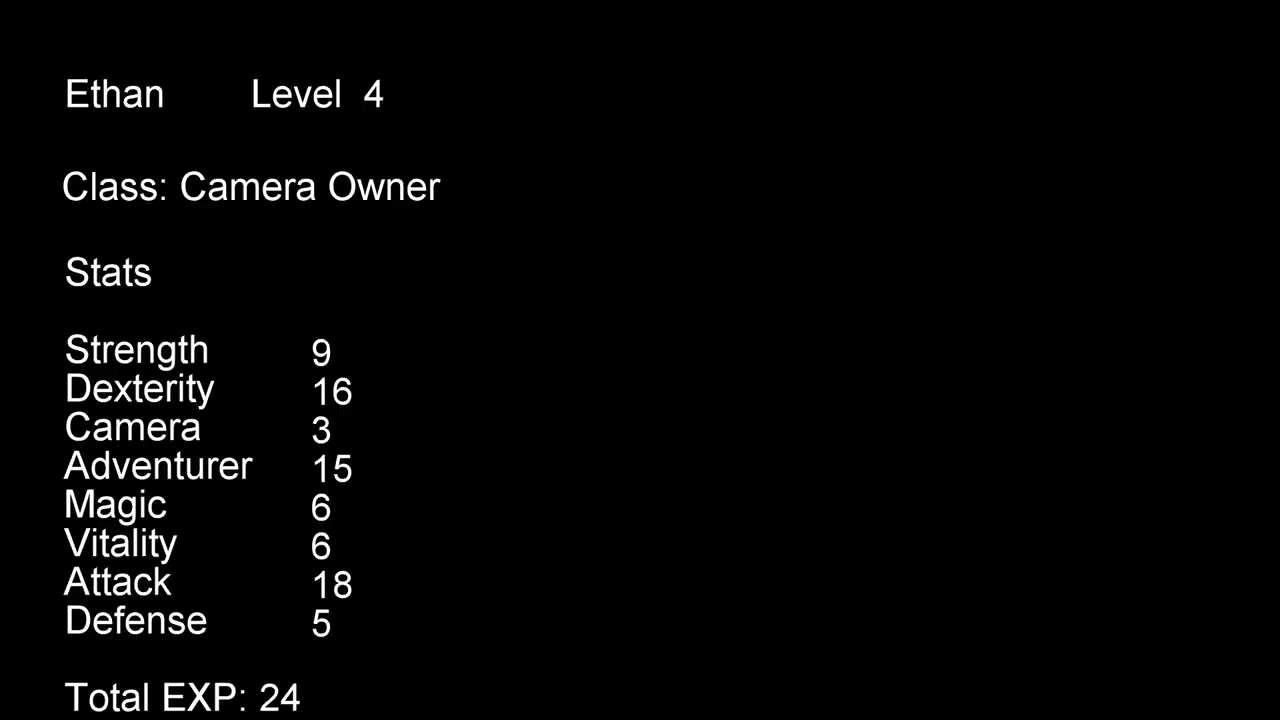 Ethan Level 4
Class: Camera Owner
Stats
Strength 9
Dexterity 16
Camera 3
Adventurer 15
Magic 6
Vitality 6
Attack 18
Defense 5
Total EXP: 24